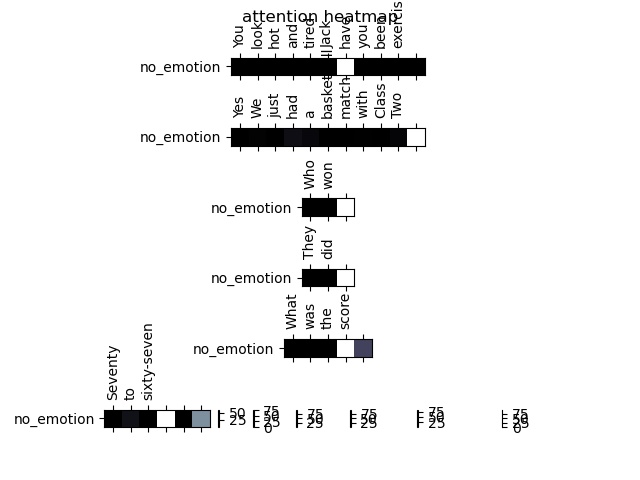 attention heatmap
You look hot and tired Jack have you been
no_emotion
Yes We just had a match with Class Two
no_emotion
Who won
no_emotion
They did
no_emotion
What was the score
no_emotion
Seventy to sixty-seven
no_emotion
50 75 75 75 75 75
25 50 50 50 50 50
25 25 25 25 25
0 0